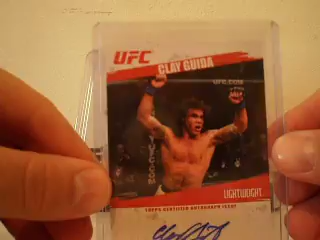 UFC
CLAY GUIDA
UFC.COM
LIGHTWEIGHT
TOPPS CERTIFIED AUTOGRAPH ISSUE